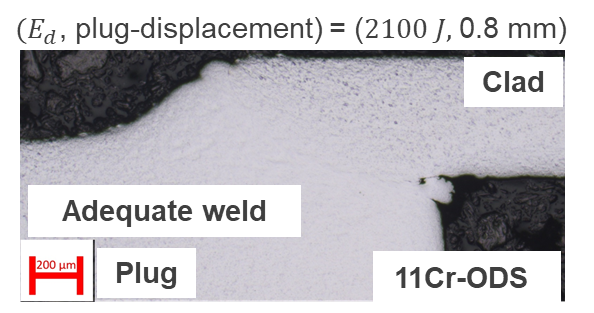 (E_d, plug-displacement) = (2100 J, 0.8 mm)
Clad
Adequate weld
200 µm
Plug
11Cr-ODS